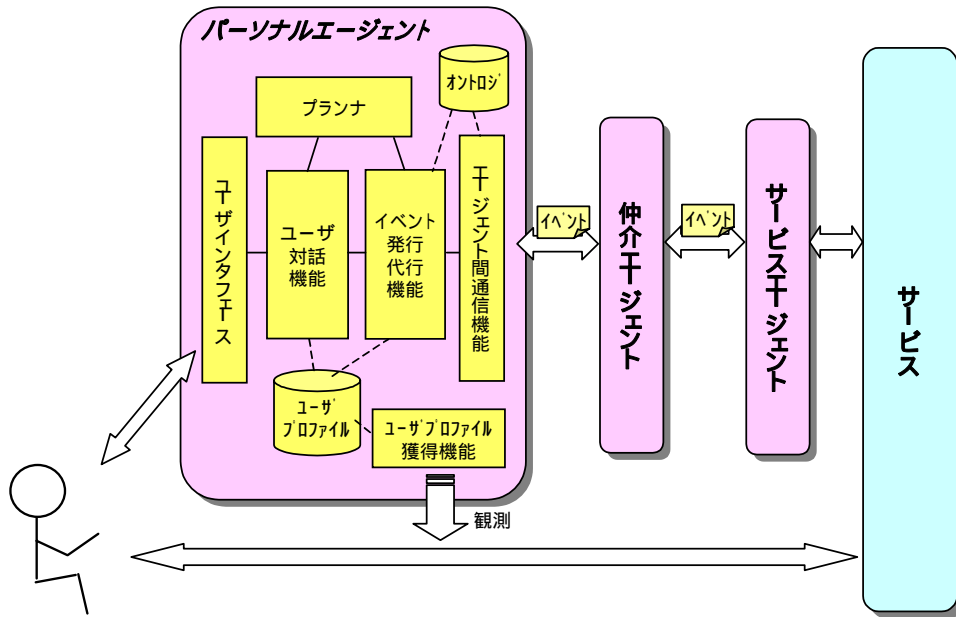 パーソナルエージェント
オントロジ
プランナ
ユーザインタフェース
ユーザ
対話
機能
イベント
発行
代行
機能
エージェント間通信機能
ユーザ
プロファイル
ユーザプロファイル
獲得機能
観測
イベント
仲介エージェント
イベント
サービスエージェント
サービス